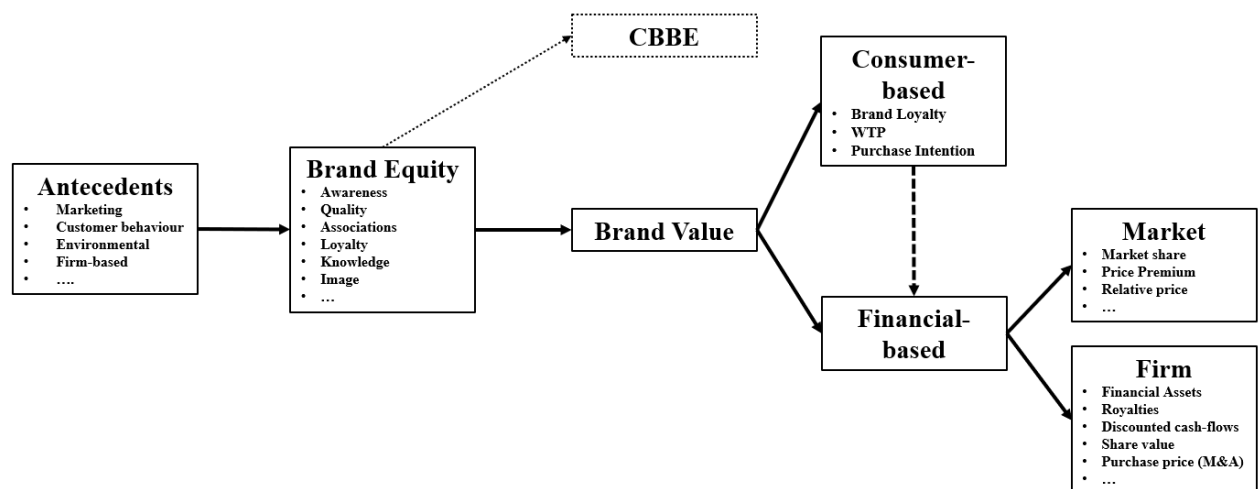 CBBE
Consumer-
based
• Brand Loyalty
• WTP
• Purchase Intention
Antecedents
• Marketing
• Customer behaviour
• Environmental
• Firm-based
• ….
Brand Equity
• Awareness
• Quality
• Associations
• Loyalty
• Knowledge
• Image
• …
Brand Value
Financial-
based
Market
• Market share
• Price Premium
• Relative price
• …
Firm
• Financial Assets
• Royalties
• Discounted cash-flows
• Share value
• Purchase price (M&A)
• …